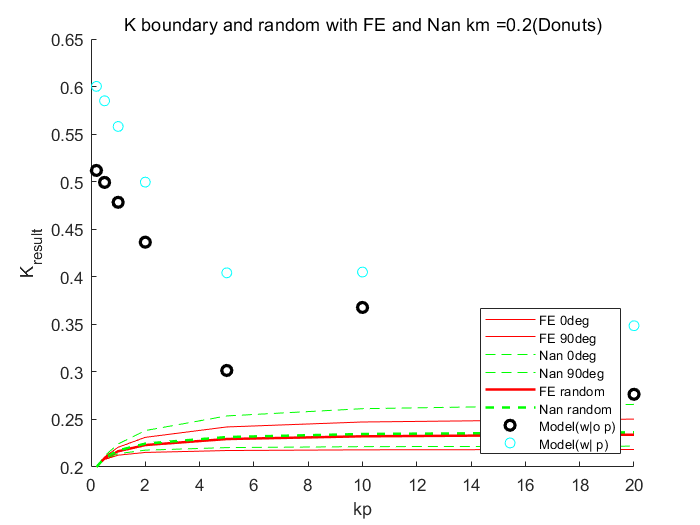 K boundary and random with FE and Nan km =0.2(Donuts)
0.65
0.6
0.55
0.5
0.45
0.4
0.35
0.3
0.25
0.2
K_result
FE 0deg
FE 90deg
Nan 0deg
Nan 90deg
FE random
Nan random
Model(w|o p)
Model(w| p)
0 2 4 6 8 10 12 14 16 18 20
kp